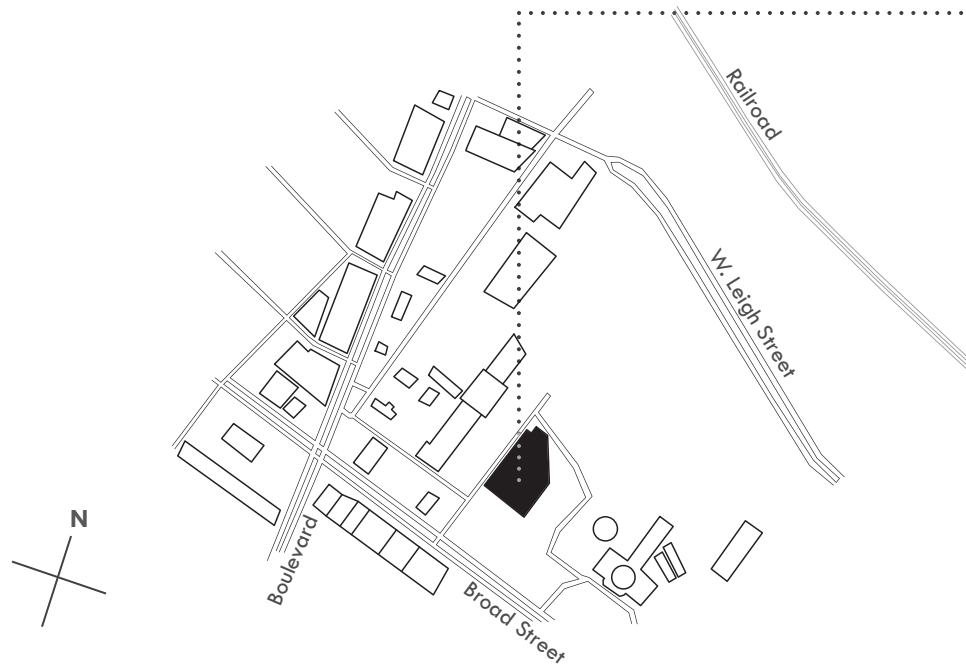 Railroad
W. Leigh Street
N
Boulevard
Broad Street